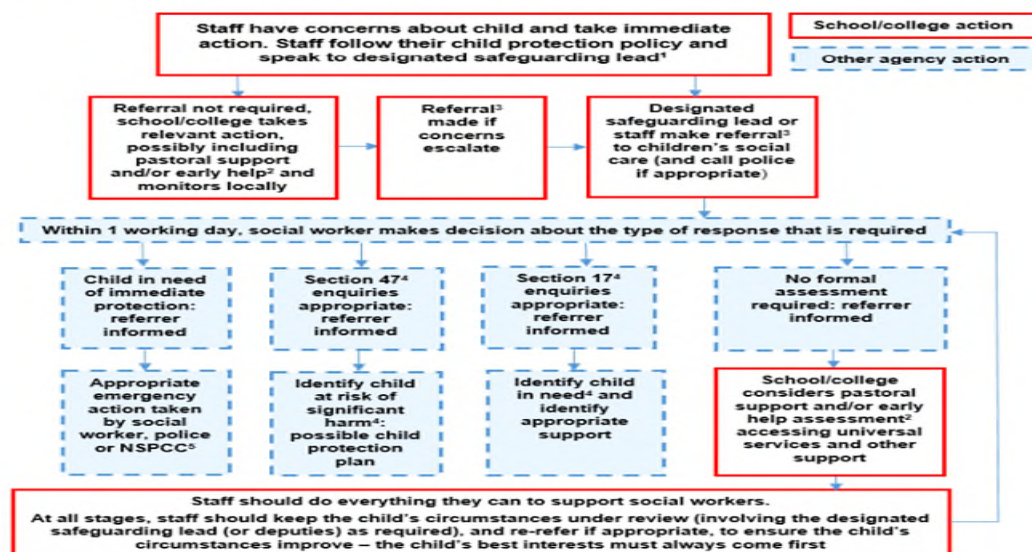 Staff have concerns about child and take immediate
action. Staff follow their child protection policy and
speak to designated safeguarding lead¹
School/college action
Other agency action
Referral not required,
school/college takes
relevant action,
possibly including
pastoral support
and/or early help² and
monitors locally
Referral³
made if
concerns
escalate
Designated
safeguarding lead or
staff make referral³
to children's social
care (and call police
if appropriate)
Within 1 working day, social worker makes decision about the type of response that is required
Child in need
of immediate
protection:
referrer
informed
Section 47⁴
enquiries
appropriate:
referrer
informed
Section 17⁴
enquiries
appropriate:
referrer
informed
No formal
assessment
required: referrer
informed
Appropriate
emergency
action taken
by social
worker, police
or NSPCC⁵
Identify child
at risk of
significant
harm⁴:
possible child
protection
plan
Identify child
in need⁴ and
identify
appropriate
support
School/college
considers pastoral
support and/or early
help assessment²
accessing universal
services and other
support
Staff should do everything they can to support social workers.
At all stages, staff should keep the child's circumstances under review (involving the designated
safeguarding lead (or deputies) as required), and re-refer if appropriate, to ensure the child's
circumstances improve – the child's best interests must always come first